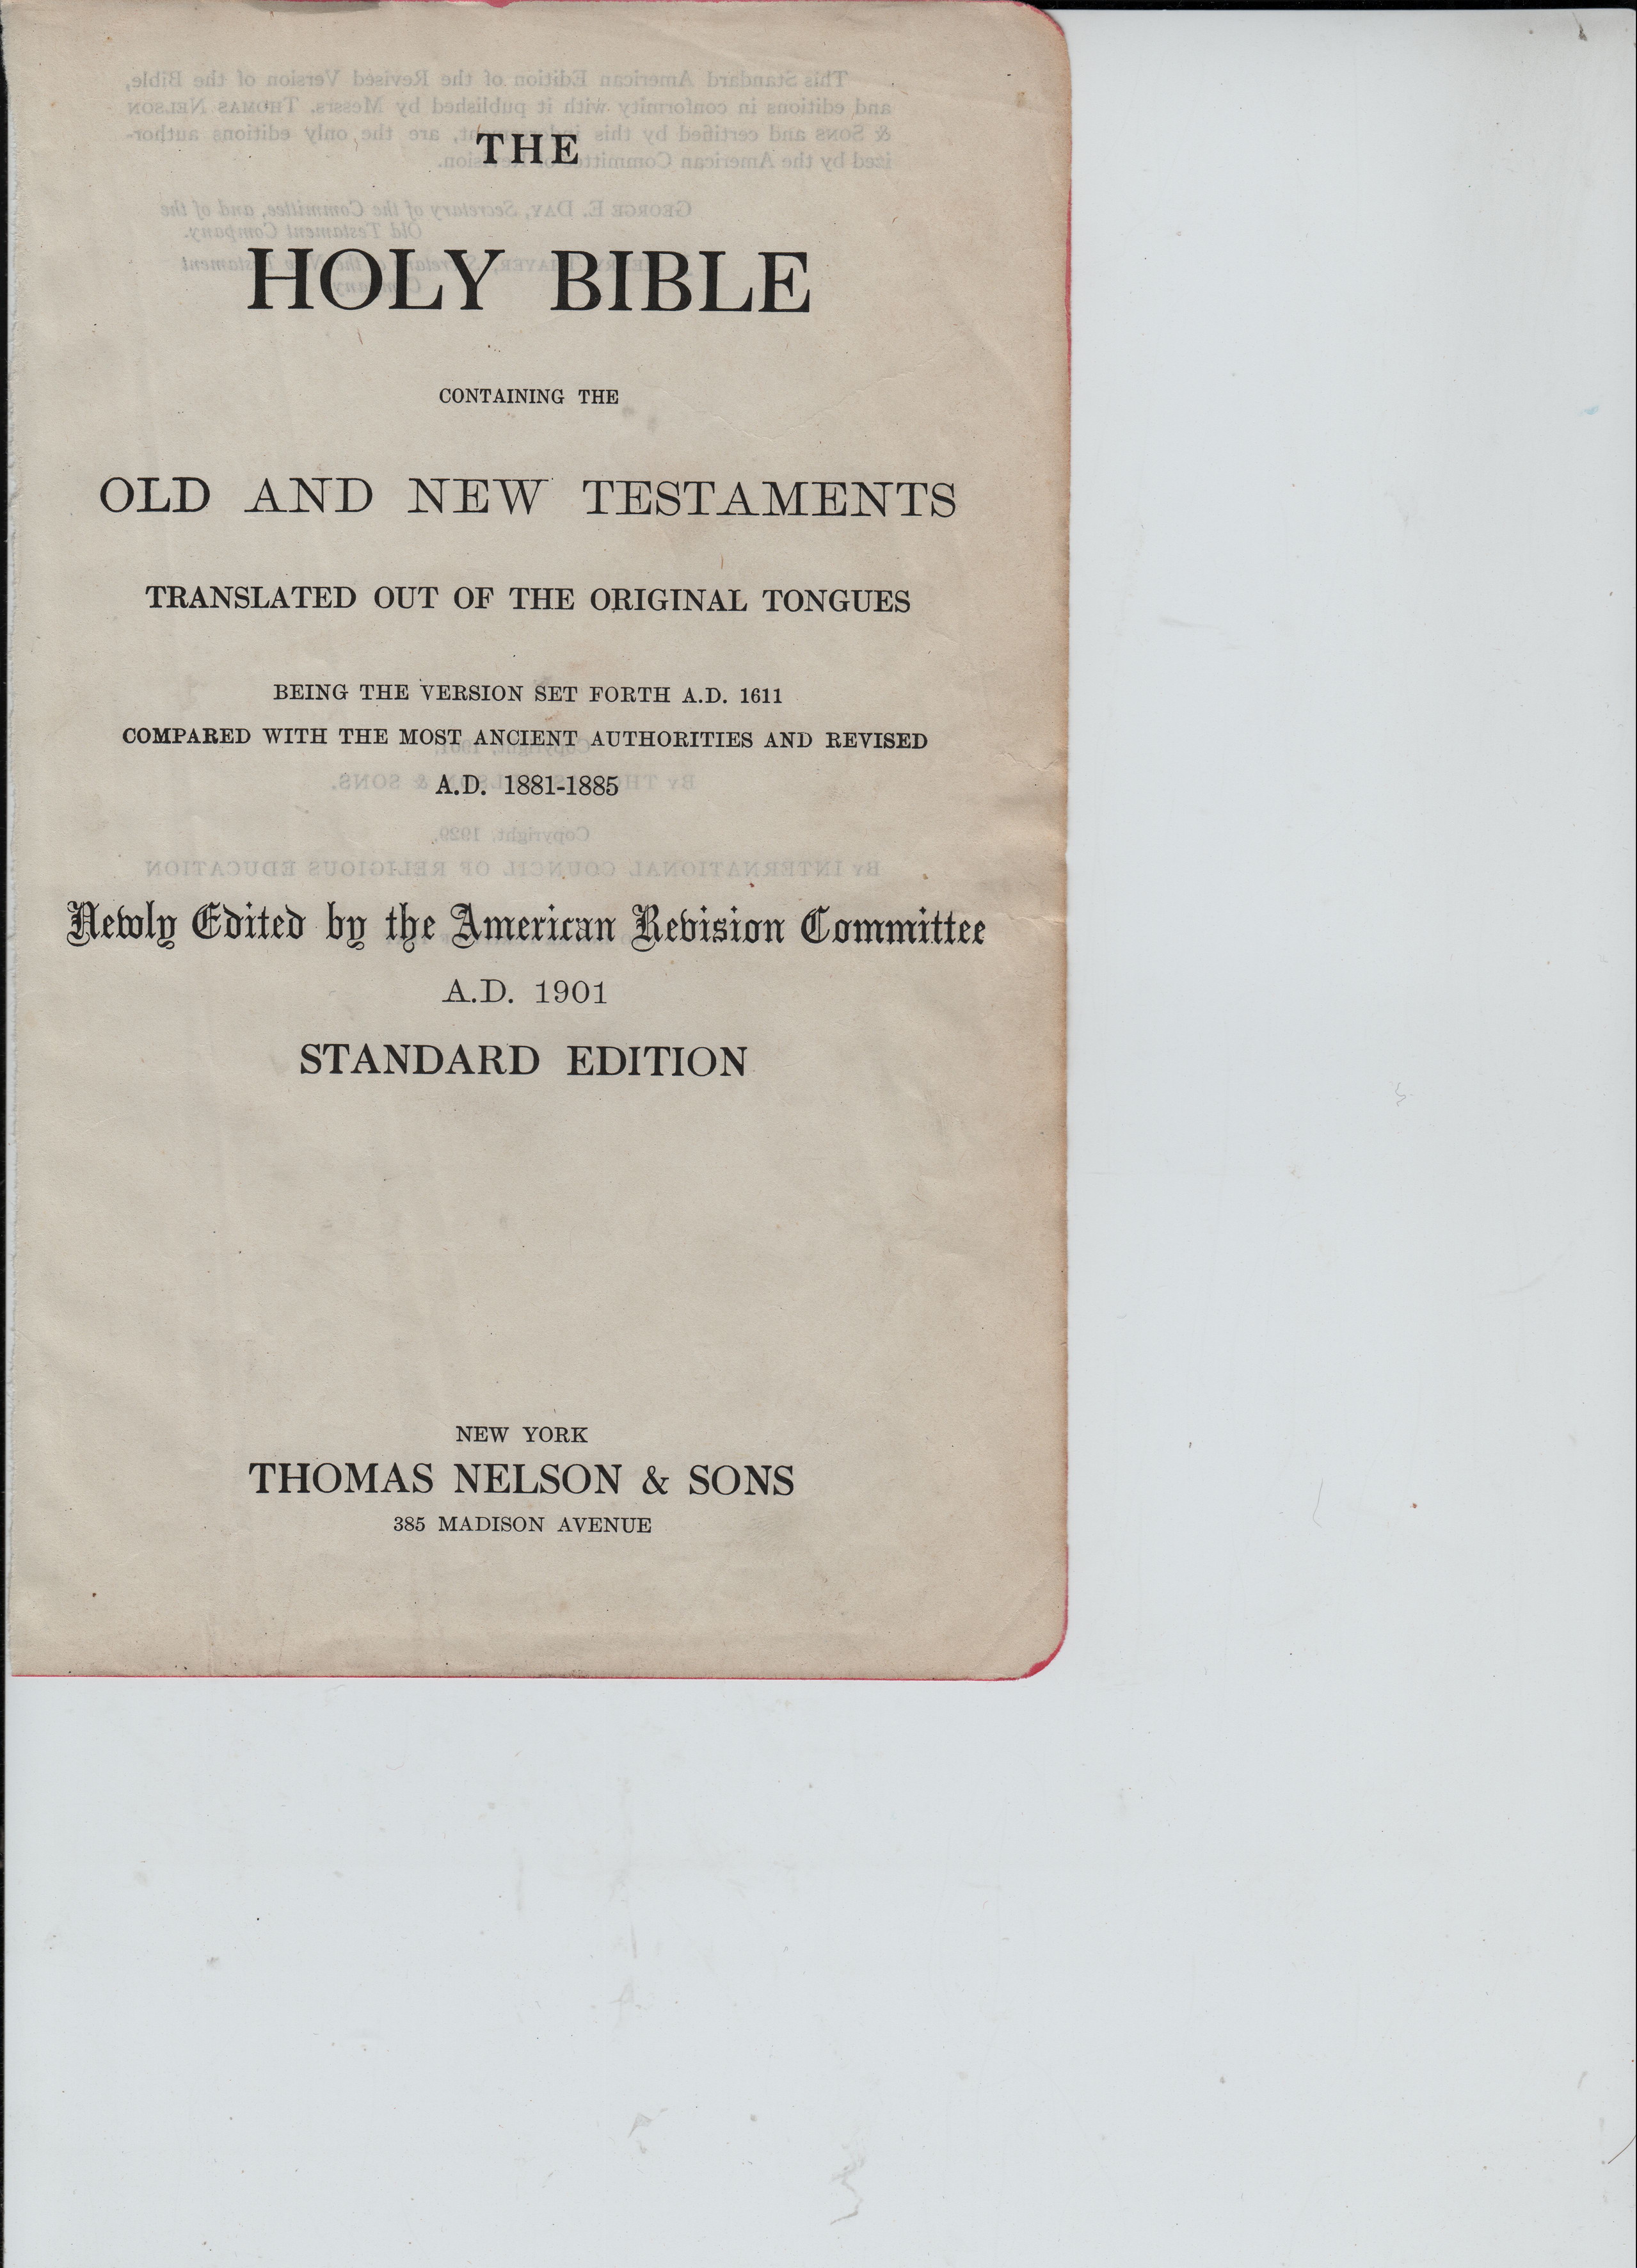 THE
HOLY BIBLE
CONTAINING THE
OLD AND NEW TESTAMENTS
TRANSLATED OUT OF THE ORIGINAL TONGUES
BEING THE VERSION SET FORTH A.D. 1611
COMPARED WITH THE MOST ANCIENT AUTHORITIES AND REVISED
A.D. 1881-1885
Newly Edited by the American Revision Committee
A.D. 1901
STANDARD EDITION
NEW YORK
THOMAS NELSON & SONS
385 MADISON AVENUE